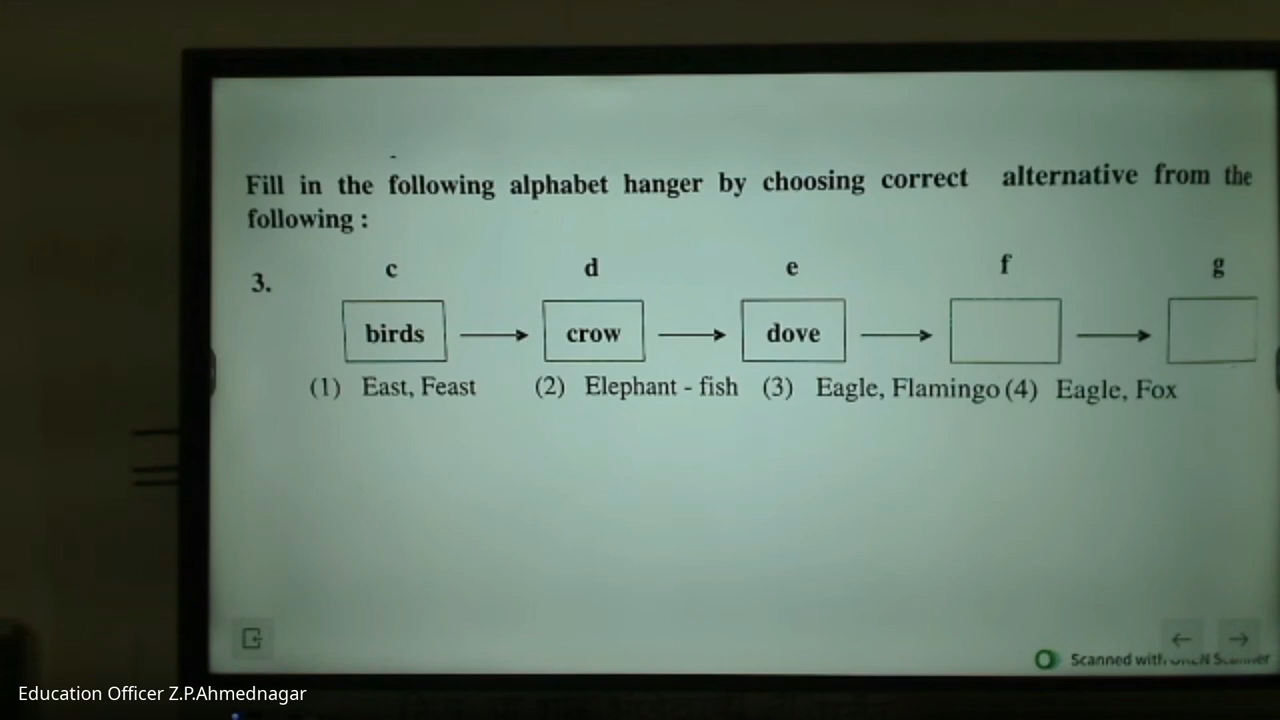 Fill in the following alphabet hanger by choosing correct alternative from the
following :
3. c d e f g
birds crow dove
(1) East, Feast (2) Elephant - fish (3) Eagle, Flamingo (4) Eagle, Fox
Scanned with
Education Officer Z.P.Ahmednagar